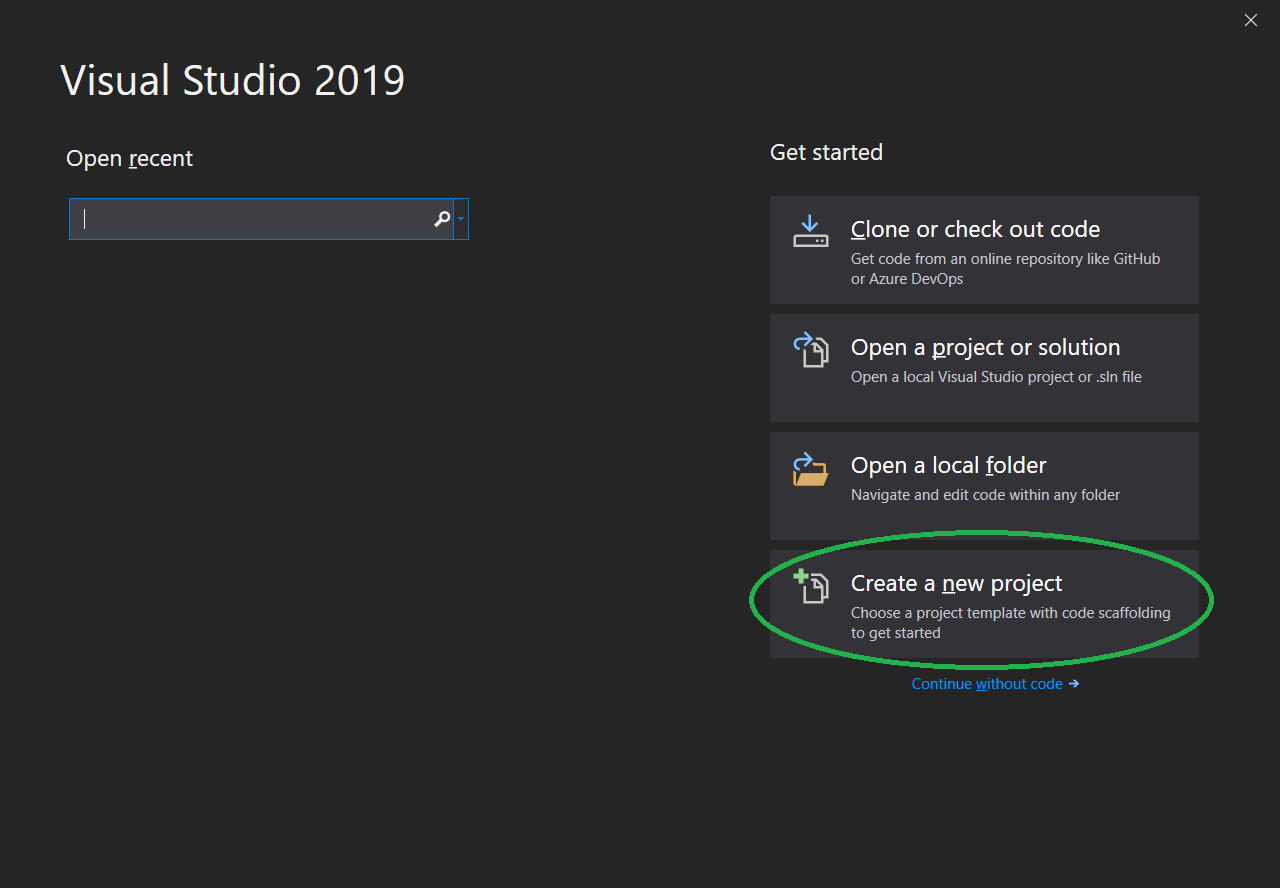 Visual Studio 2019
Open recent
Get started
Clone or check out code
Get code from an online repository like GitHub
or Azure DevOps
Open a project or solution
Open a local Visual Studio project or .sln file
Open a local folder
Navigate and edit code within any folder
Create a new project
Choose a project template with code scaffolding
to get started
Continue without code